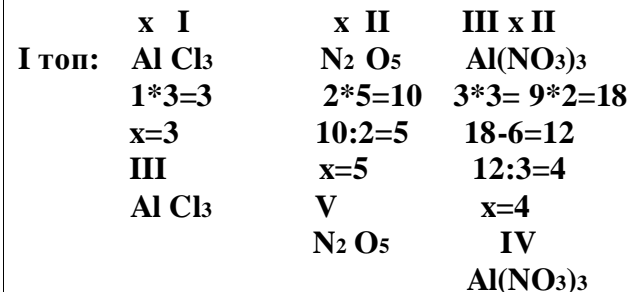 x I x II III x II
I топ: Al Cl3 N2 O5 Al(NO3)3
1*3=3 2*5=10 3*3= 9*2=18
x=3 10:2=5 18-6=12
III x=5 12:3=4
Al Cl3 V x=4
N2 O5 IV
Al(NO3)3